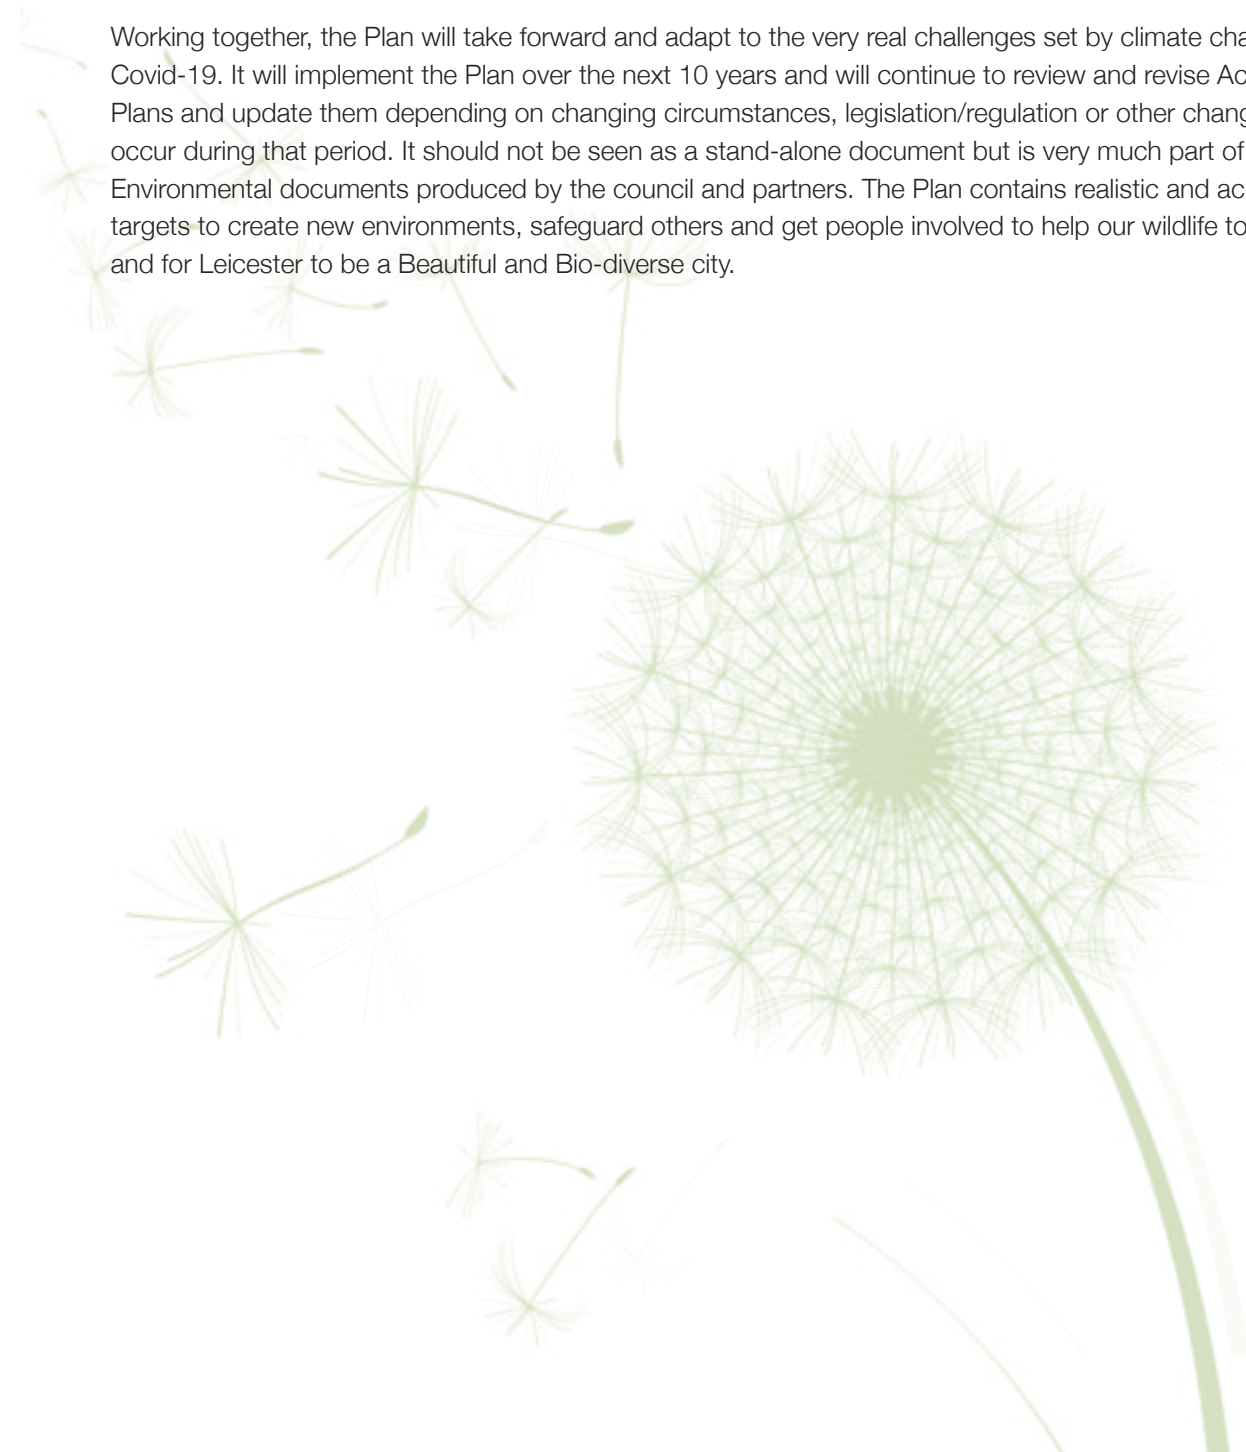 Working together, the Plan will take forward and adapt to the very real challenges set by climate cha
Covid-19. It will implement the Plan over the next 10 years and will continue to review and revise Ac
Plans and update them depending on changing circumstances, legislation/regulation or other chang
occur during that period. It should not be seen as a stand-alone document but is very much part of
Environmental documents produced by the council and partners. The Plan contains realistic and ac
targets to create new environments, safeguard others and get people involved to help our wildlife to
and for Leicester to be a Beautiful and Bio-diverse city.